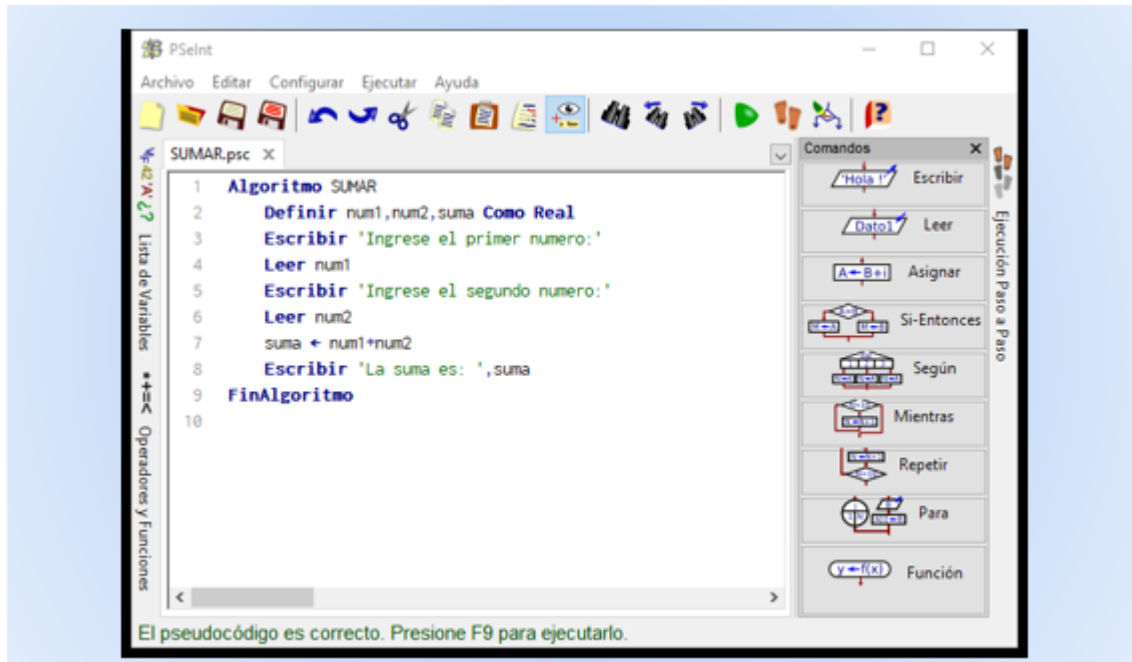 PSeInt
Archivo Editar Configurar Ejecutar Ayuda
SUMAR.psc
Comandos
1 Algoritmo SUMAR
2 Definir num1,num2,suma Como Real
3 Escribir 'Ingrese el primer numero:'
4 Leer num1
5 Escribir 'Ingrese el segundo numero:'
6 Leer num2
7 suma ← num1+num2
8 Escribir 'La suma es: ',suma
9 FinAlgoritmo
10
'Hola !' Escribir
Dato1 Leer
A←B+i Asignar
Si-Entonces
Según
Mientras
Repetir
Para
y←f(x) Función
Lista de Variables
*+=< Operadores y Funciones
Ejecución Paso a Paso
El pseudocódigo es correcto. Presione F9 para ejecutarlo.